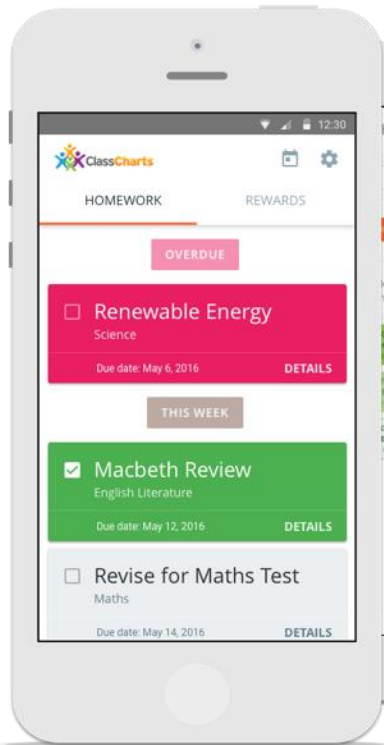 12:30
ClassCharts
HOMEWORK REWARDS
OVERDUE
Renewable Energy
Science
Due date: May 6, 2016 DETAILS
THIS WEEK
Macbeth Review
English Literature
Due date: May 12, 2016 DETAILS
Revise for Maths Test
Maths
Due date: May 14, 2016 DETAILS